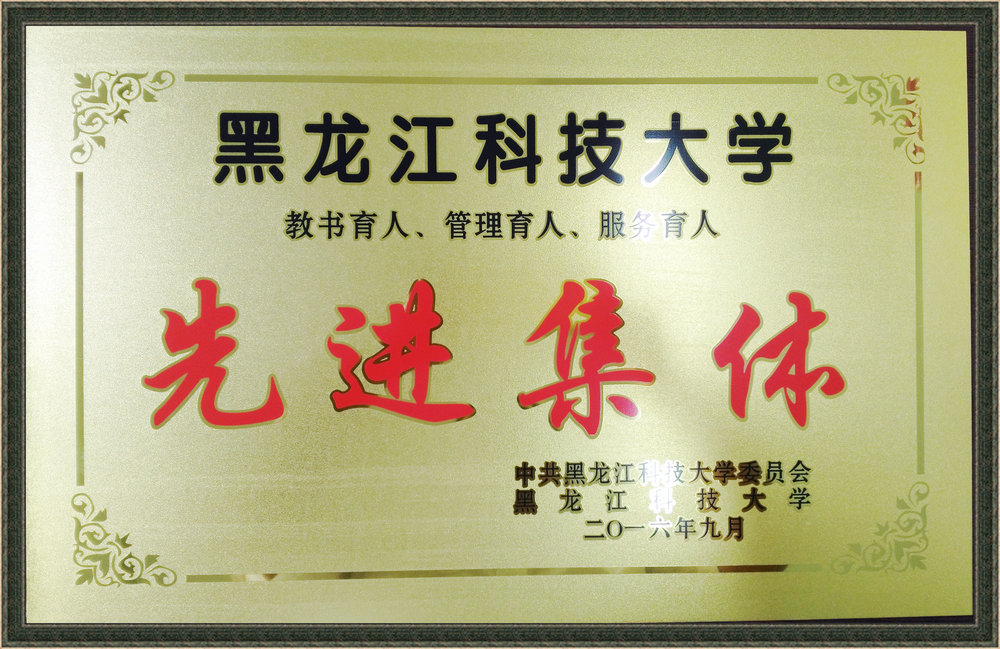 黑龙江科技大学
教书育人、管理育人、服务育人
先进集体
中共黑龙江科技大学委员会
黑龙江科技大学
二〇一六年九月